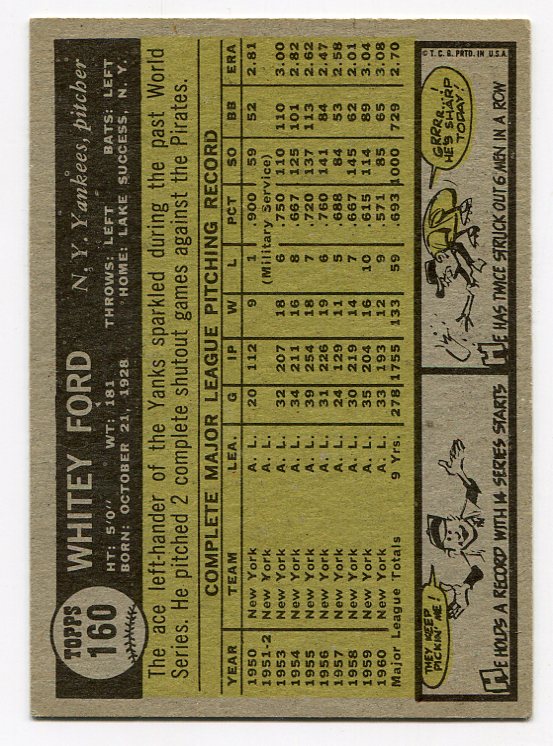 TOPPS
160
WHITEY FORD
N. Y. Yankees, pitcher
HT: 5'0" WT: 181 THROWS: LEFT BATS: LEFT
BORN: OCTOBER 21, 1928 HOME: LAKE SUCCESS, N. Y.
The ace left-hander of the Yanks sparkled during the past World
Series. He pitched 2 complete shutout games against the Pirates.
COMPLETE MAJOR LEAGUE PITCHING RECORD
YEAR TEAM LEA. G IP W L PCT SO BB ERA
1950 New York A. L. 20 112 9 1 .900 59 52 2.81
1951-2 New York A. L. (Military Service)
1953 New York A. L. 32 207 18 6 .750 110 110 3.00
1954 New York A. L. 34 211 16 8 .667 125 101 2.82
1955 New York A. L. 39 254 18 7 .720 137 113 2.62
1956 New York A. L. 31 226 19 6 .760 141 84 2.47
1957 New York A. L. 24 129 11 5 .688 84 53 2.58
1958 New York A. L. 30 219 14 7 .667 145 62 2.01
1959 New York A. L. 35 204 16 10 .615 114 89 3.04
1960 New York A. L. 33 193 12 9 .571 85 65 3.08
Major League Totals 9 Yrs. 278 1755 133 59 .693 1000 729 2.70
THEY KEEP
PICKIN' ME!
HE HOLDS A RECORD WITH 14 SERIES STARTS
GRRR..!
HE'S SHARP
TODAY!
HE HAS TWICE STRUCK OUT 6 MEN IN A ROW
© T. C. G. PRTD. IN U.S.A.